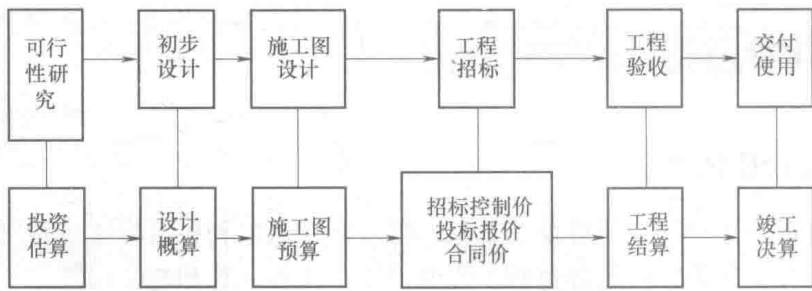 可行
性研
究
初步
设计
施工图
设计
工程
招标
工程
验收
交付
使用
投资
估算
设计
概算
施工图
预算
招标控制价
投标报价
合同价
工程
结算
竣工
决算